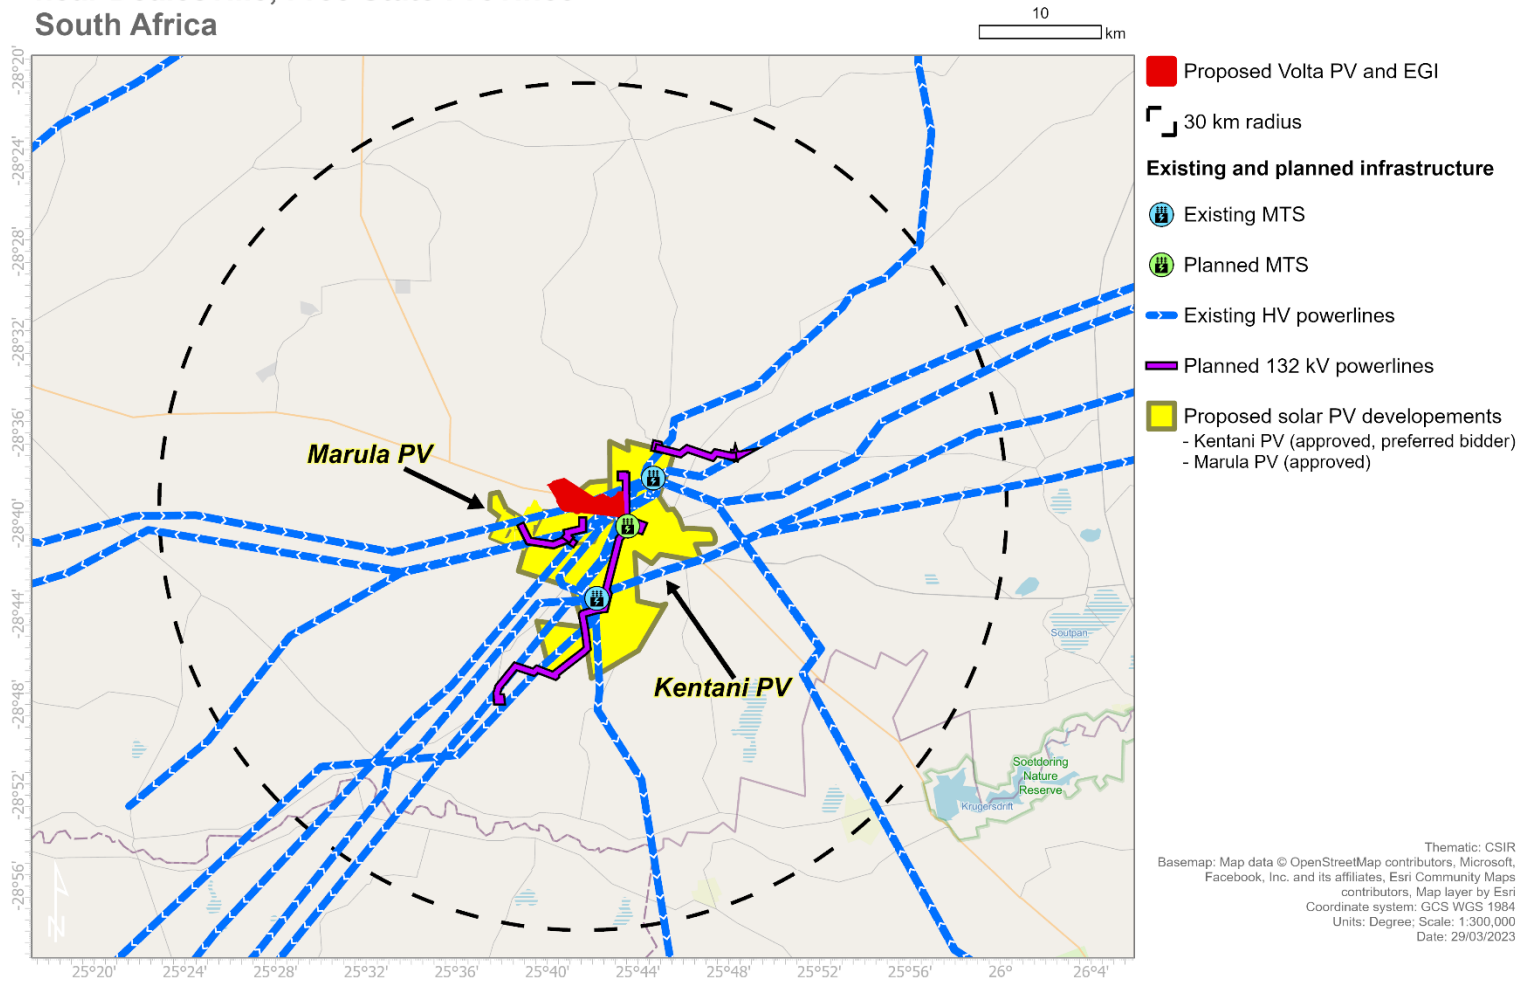 South Africa
10
km
-28°20'
-28°24'
-28°28'
-28°32'
-28°36'
-28°40'
-28°44'
-28°48'
-28°52'
-28°56'
Marula PV
Kentani PV
Soutpan
Soetdoring
Nature
Reserve
Krugersdrift
N
25°20'
25°24'
25°28'
25°32'
25°36'
25°40'
25°44'
25°48'
25°52'
25°56'
26°
26°4'
Proposed Volta PV and EGI
30 km radius
Existing and planned infrastructure
Existing MTS
Planned MTS
Existing HV powerlines
Planned 132 kV powerlines
Proposed solar PV developements
- Kentani PV (approved, preferred bidder)
- Marula PV (approved)
Thematic: CSIR
Basemap: Map data © OpenStreetMap contributors, Microsoft,
Facebook, Inc. and its affiliates, Esri Community Maps
contributors, Map layer by Esri
Coordinate system: GCS WGS 1984
Units: Degree; Scale: 1:300,000
Date: 29/03/2023